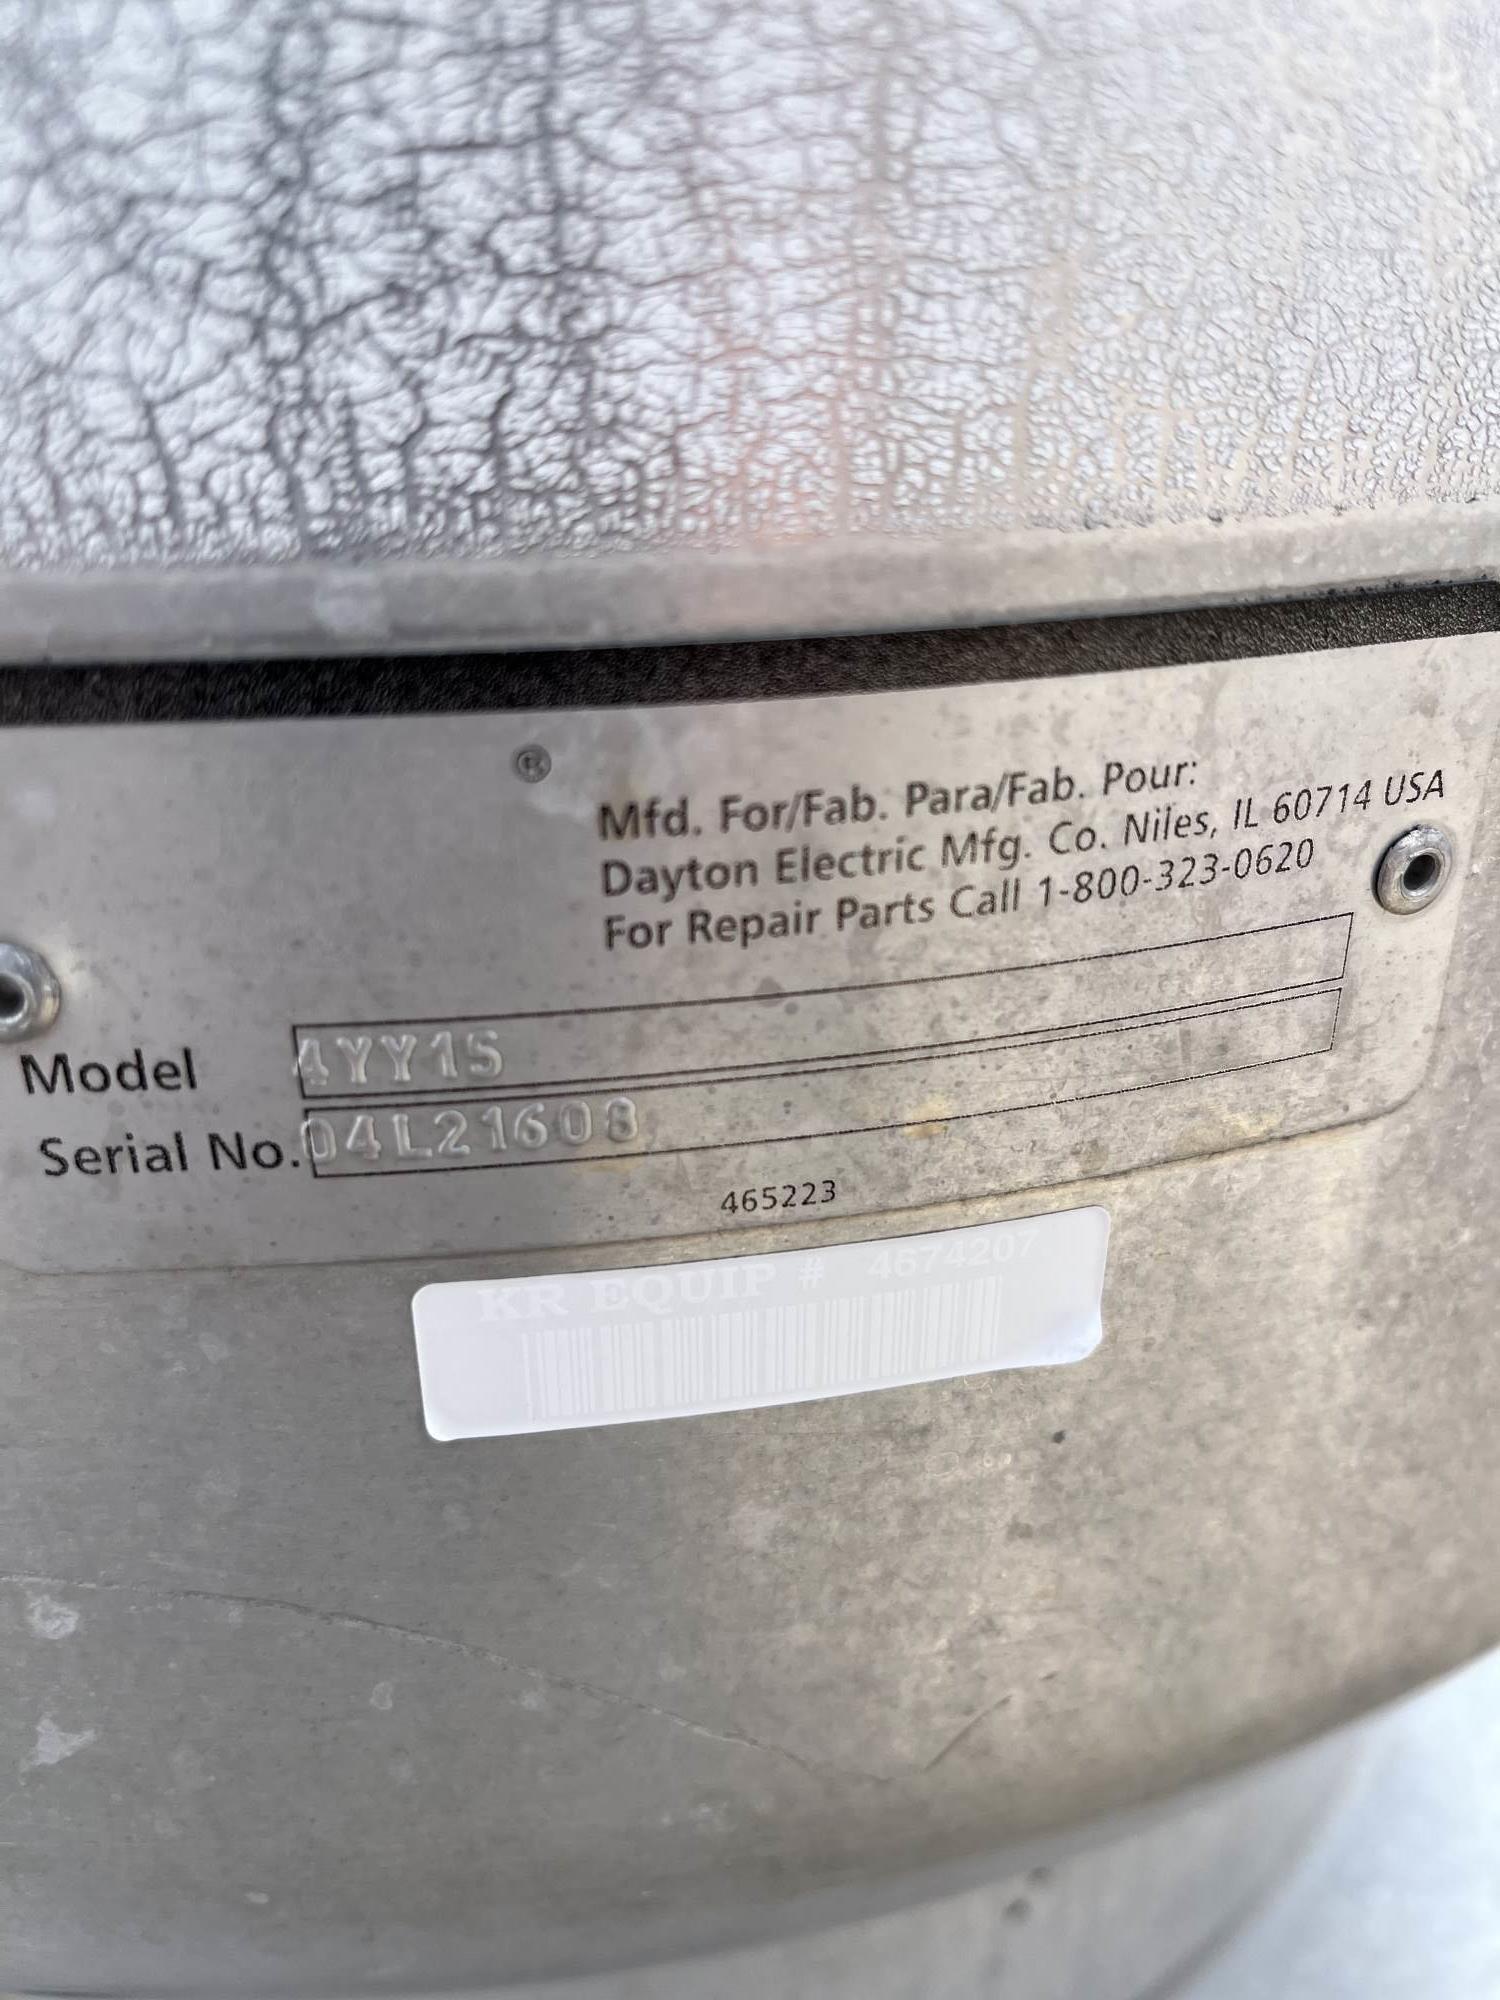 ®
Mfd. For/Fab. Para/Fab. Pour:
Dayton Electric Mfg. Co. Niles, IL 60714 USA
For Repair Parts Call 1-800-323-0620
Model 4YY15
Serial No. 04L21608
465223
KR EQUIP # 4674207